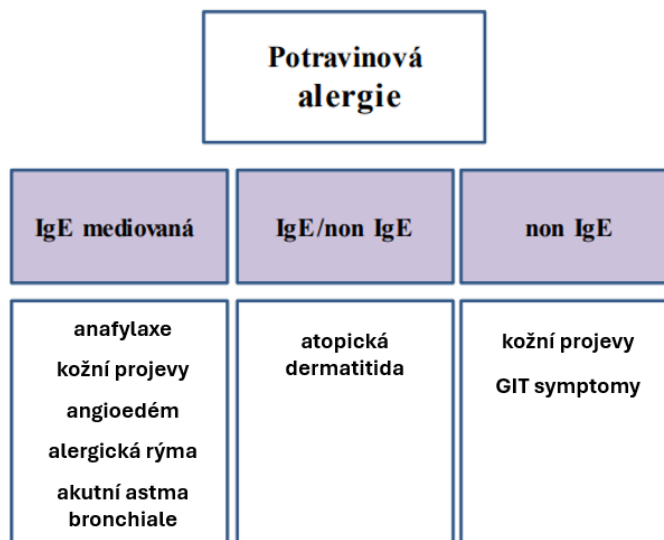 Potravinová
alergie
IgE mediovaná
IgE/non IgE
non IgE
anafylaxe
kožní projevy
angioedém
alergická rýma
akutní astma
bronchiale
atopická
dermatitida
kožní projevy
GIT symptomy